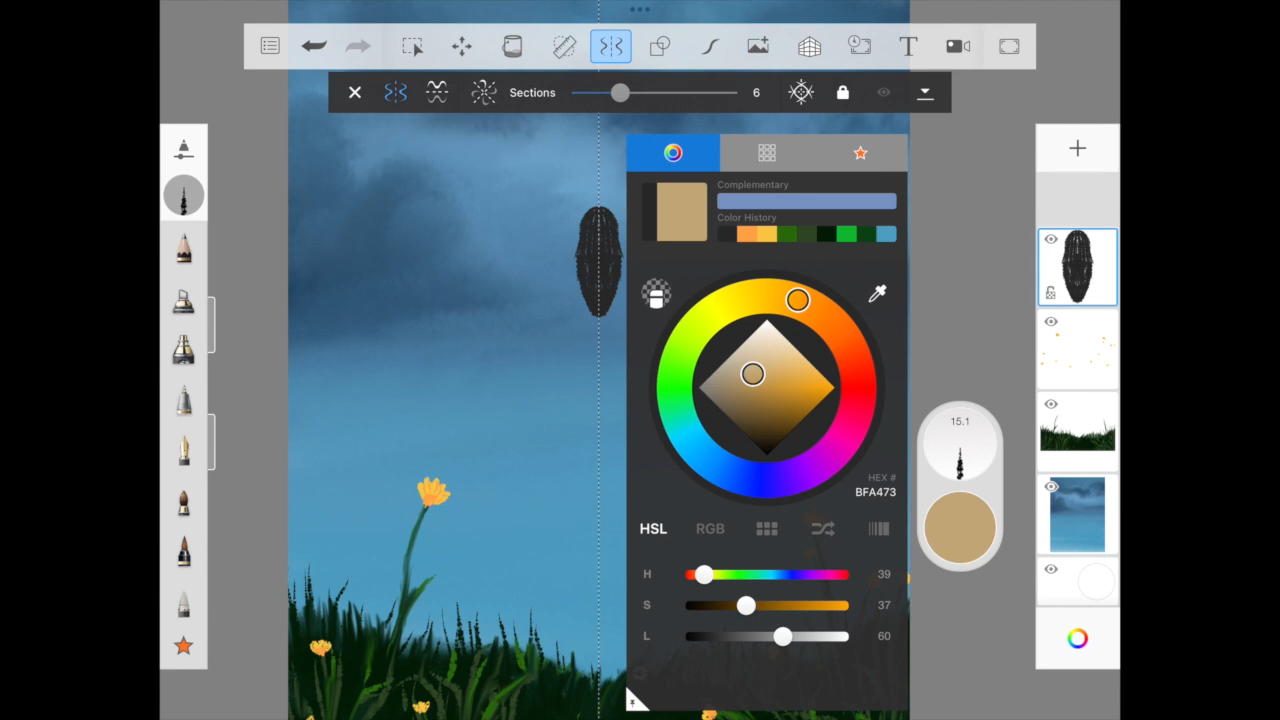 Sections 6
Complementary
Color History
15.1
HEX #
BFA473
HSL RGB
H 39
S 37
L 60